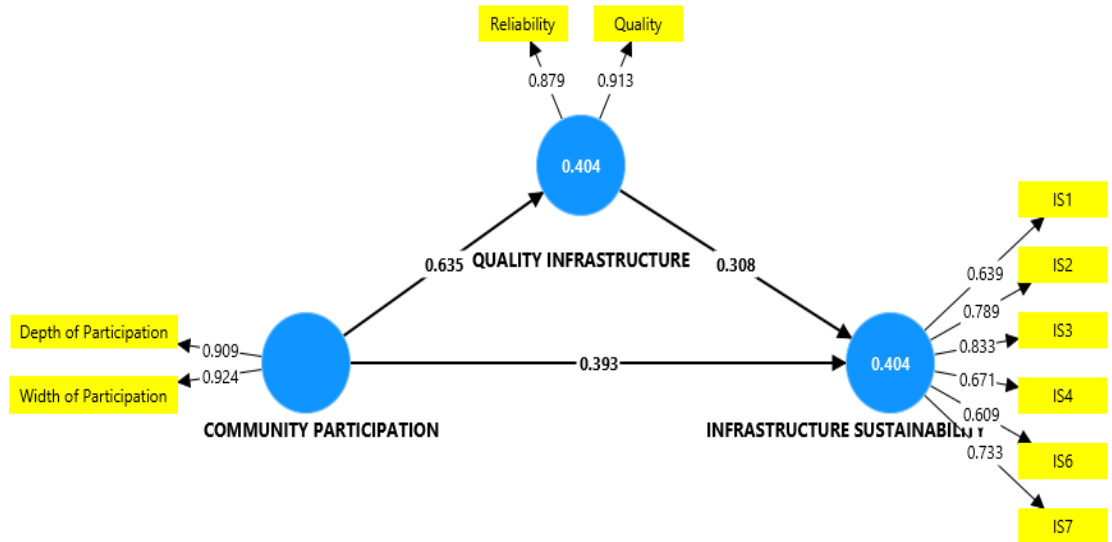 Reliability
Quality
0.879
0.913
0.404
QUALITY INFRASTRUCTURE
0.635
0.308
Depth of Participation
Width of Participation
0.909
0.924
COMMUNITY PARTICIPATION
0.393
0.404
INFRASTRUCTURE SUSTAINABILITY
0.639
0.789
0.833
0.671
0.609
0.733
IS1
IS2
IS3
IS4
IS6
IS7